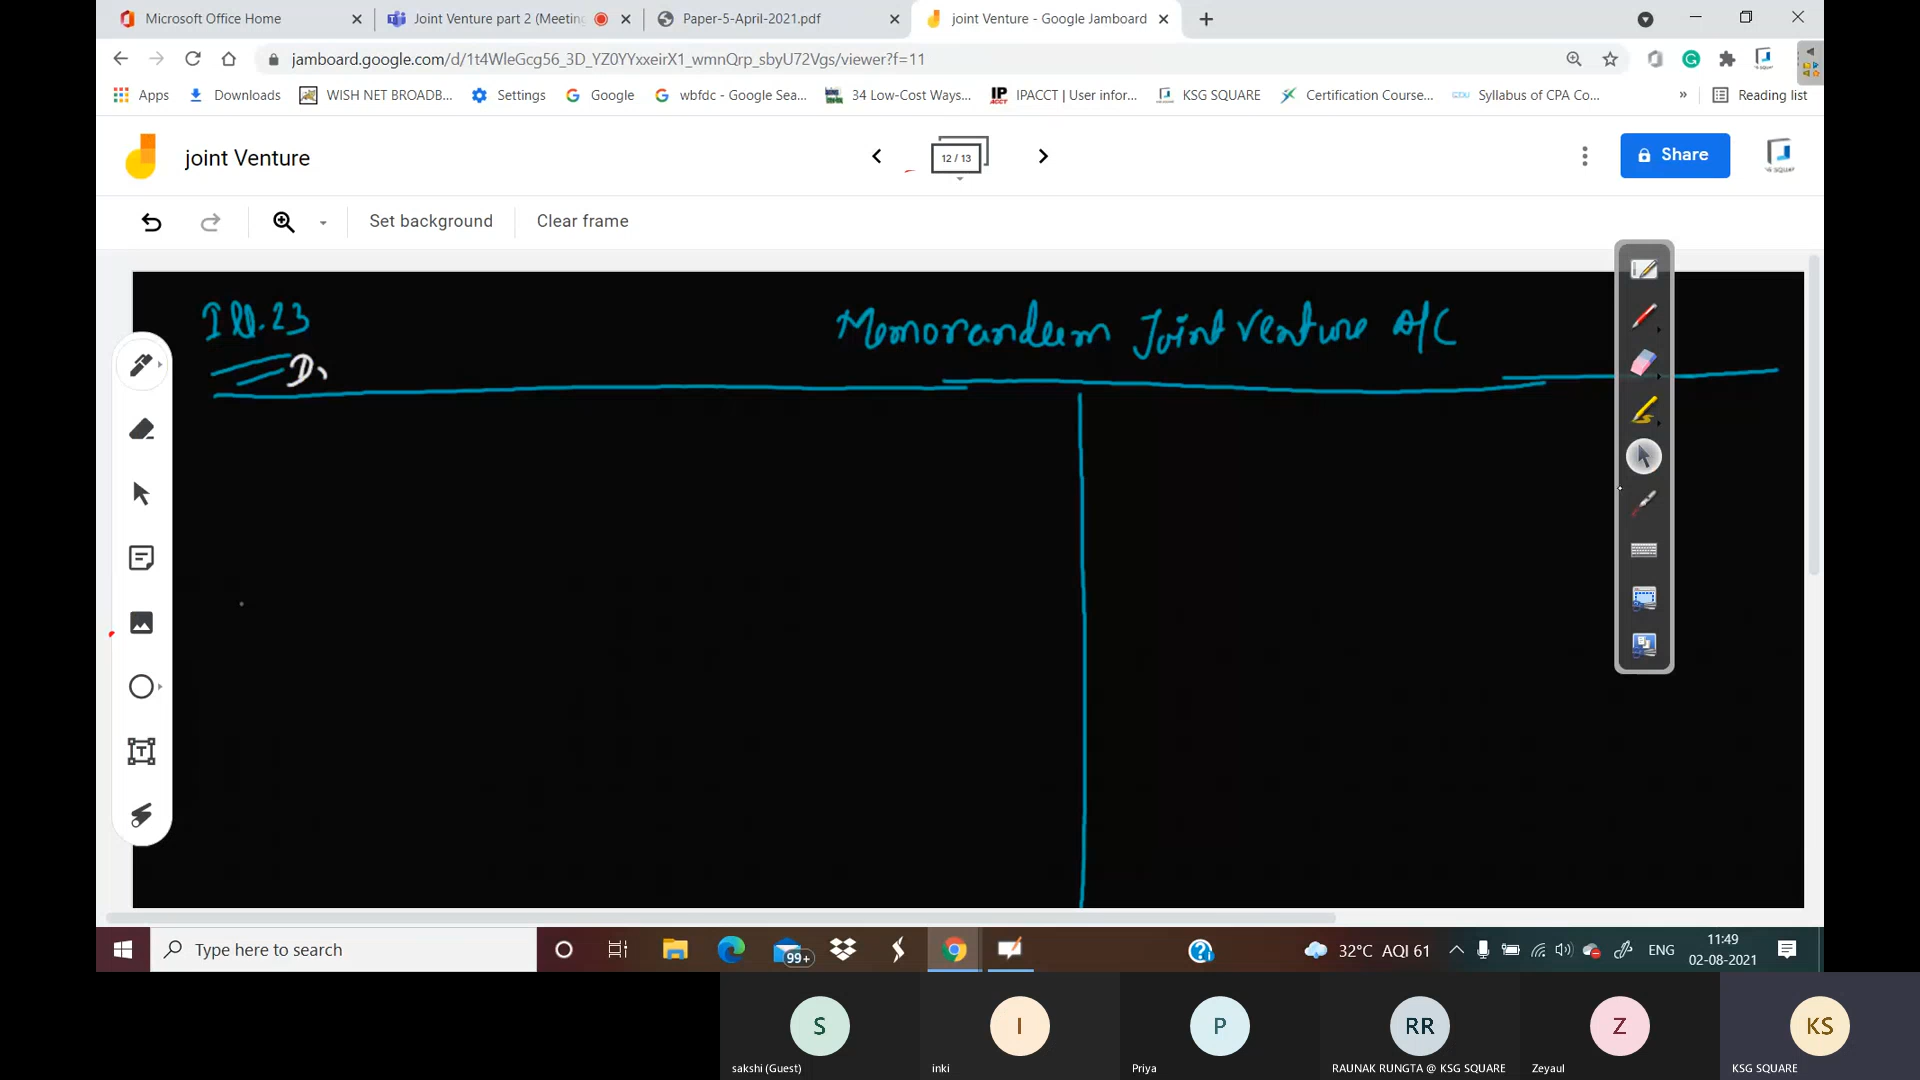 Microsoft Office Home
Joint Venture part 2 (Meeting
Paper-5-April-2021.pdf
joint Venture - Google Jamboard
jamboard.google.com/d/1t4WleGcg56_3D_YZ0YYxxeirX1_wmnQrp_sbyU72Vgs/viewer?f=11
Apps
Downloads
WISH NET BROADB...
Settings
Google
wbfdc - Google Sea...
34 Low-Cost Ways...
IPACCT | User infor...
KSG SQUARE
Certification Course...
Syllabus of CPA Co...
»
Reading list
joint Venture
12 / 13
Share
Set background
Clear frame
Ill.23
Memorandum Joint Venture A/C
D
Type here to search
99+
32°C AQI 61
ENG
11:49
02-08-2021
S
I
P
RR
Z
KS
sakshi (Guest)
inki
Priya
RAUNAK RUNGTA @ KSG SQUARE
Zeyaul
KSG SQUARE